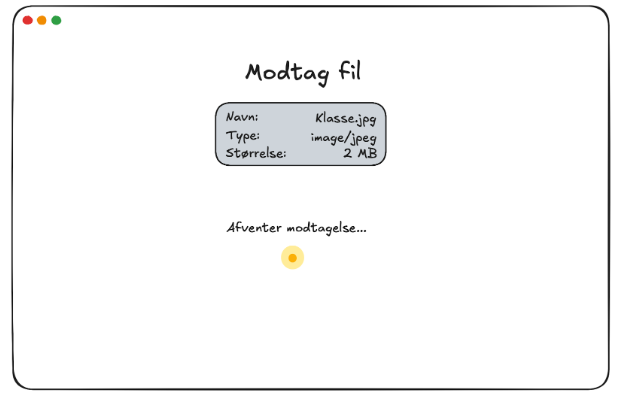 Modtag fil
Navn: Klasse.jpg
Type: image/jpeg
Størrelse: 2 MB
Afventer modtagelse...